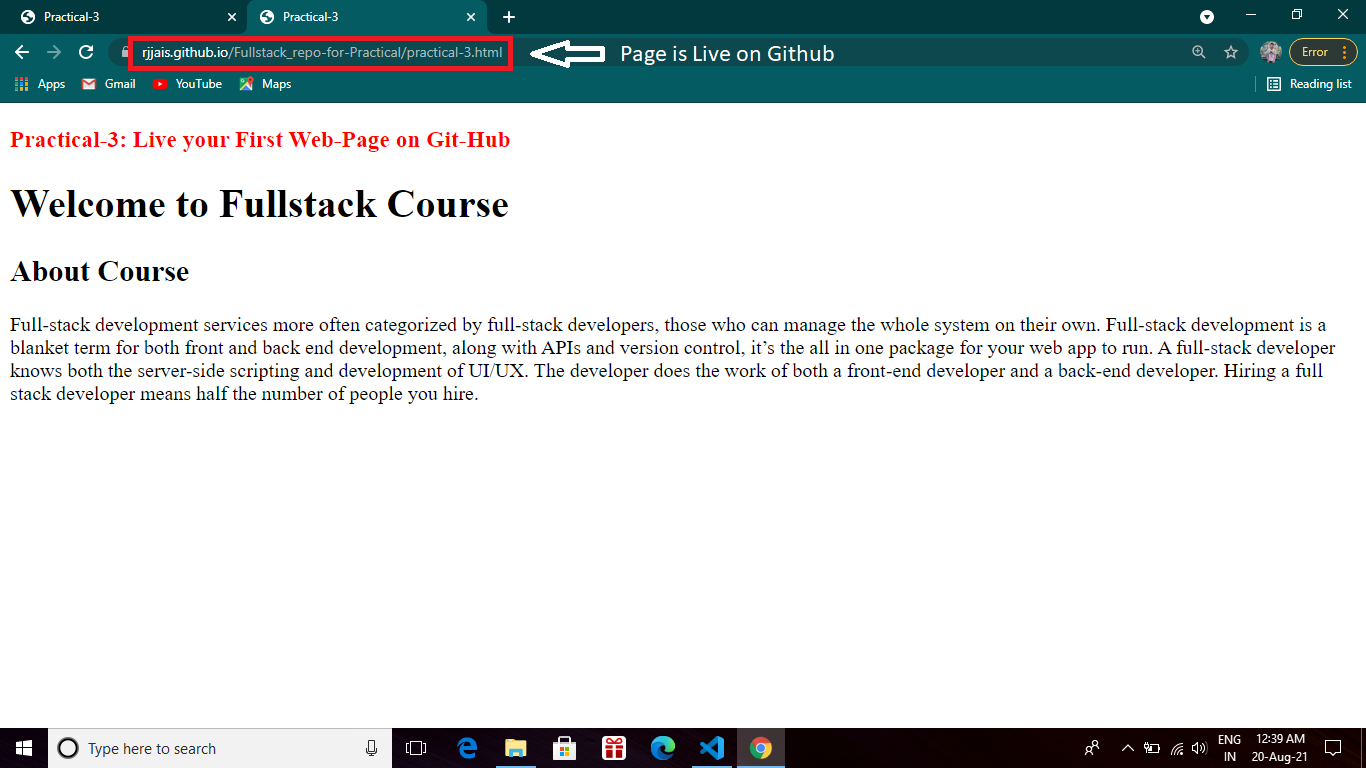 Practical-3
Practical-3
rjjais.github.io/Fullstack_repo-for-Practical/practical-3.html
Page is Live on Github
Error
Apps
Gmail
YouTube
Maps
Reading list
Practical-3: Live your First Web-Page on Git-Hub
Welcome to Fullstack Course
About Course
Full-stack development services more often categorized by full-stack developers, those who can manage the whole system on their own. Full-stack development is a
blanket term for both front and back end development, along with APIs and version control, it’s the all in one package for your web app to run. A full-stack developer
knows both the server-side scripting and development of UI/UX. The developer does the work of both a front-end developer and a back-end developer. Hiring a full
stack developer means half the number of people you hire.
Type here to search
ENG
IN
12:39 AM
20-Aug-21